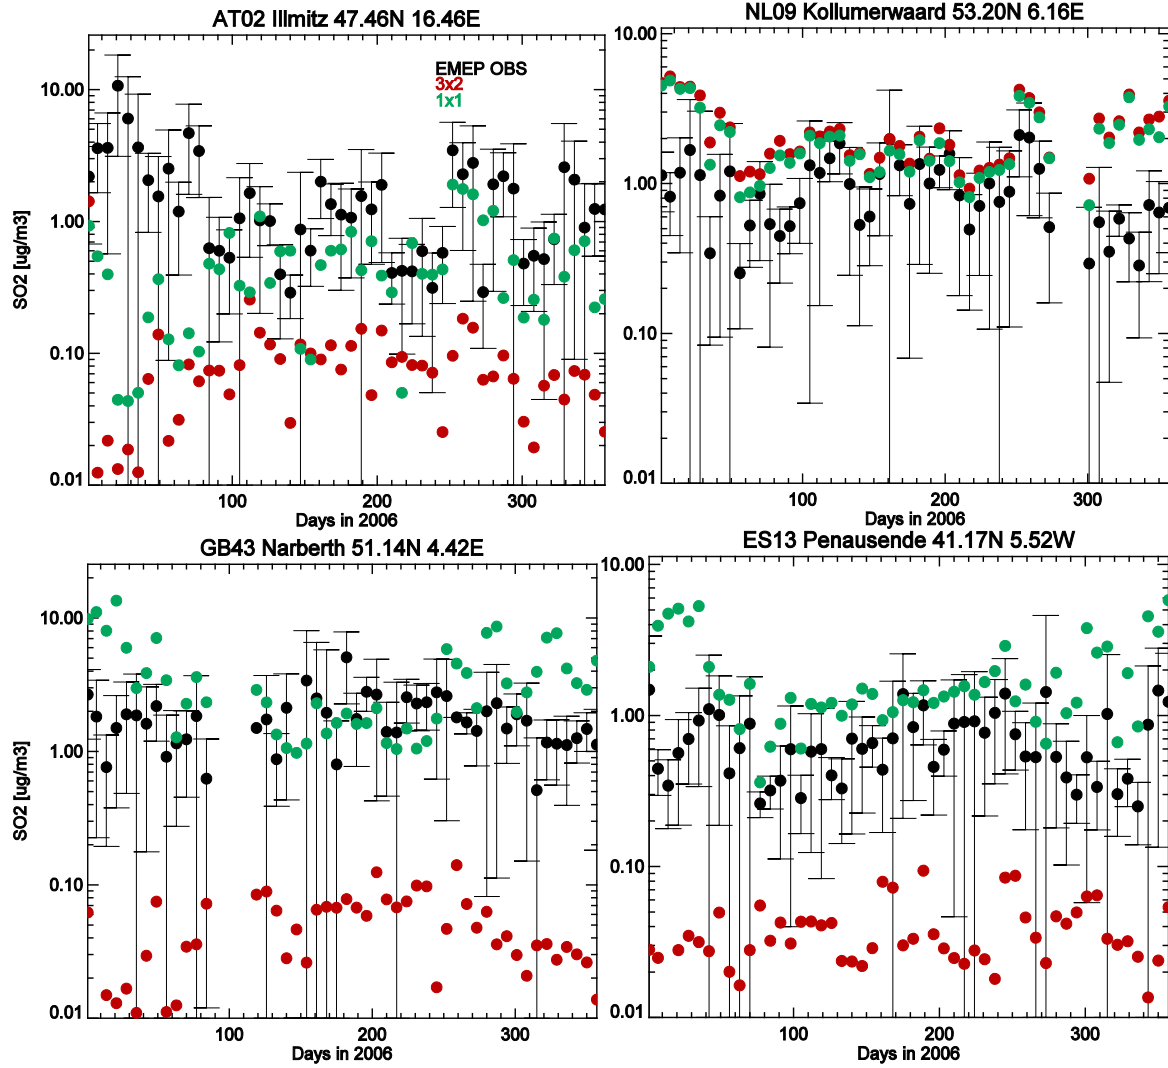 AT02 Illmitz 47.46N 16.46E
EMEP OBS
3x2
1x1
10.00
1.00
0.10
0.01
SO2 [ug/m3]
100
200
300
Days in 2006
NL09 Kollumerwaard 53.20N 6.16E
10.00
1.00
0.10
0.01
100
200
300
Days in 2006
GB43 Narberth 51.14N 4.42E
10.00
1.00
0.10
0.01
SO2 [ug/m3]
100
200
300
Days in 2006
ES13 Penausende 41.17N 5.52W
10.00
1.00
0.10
0.01
100
200
300
Days in 2006